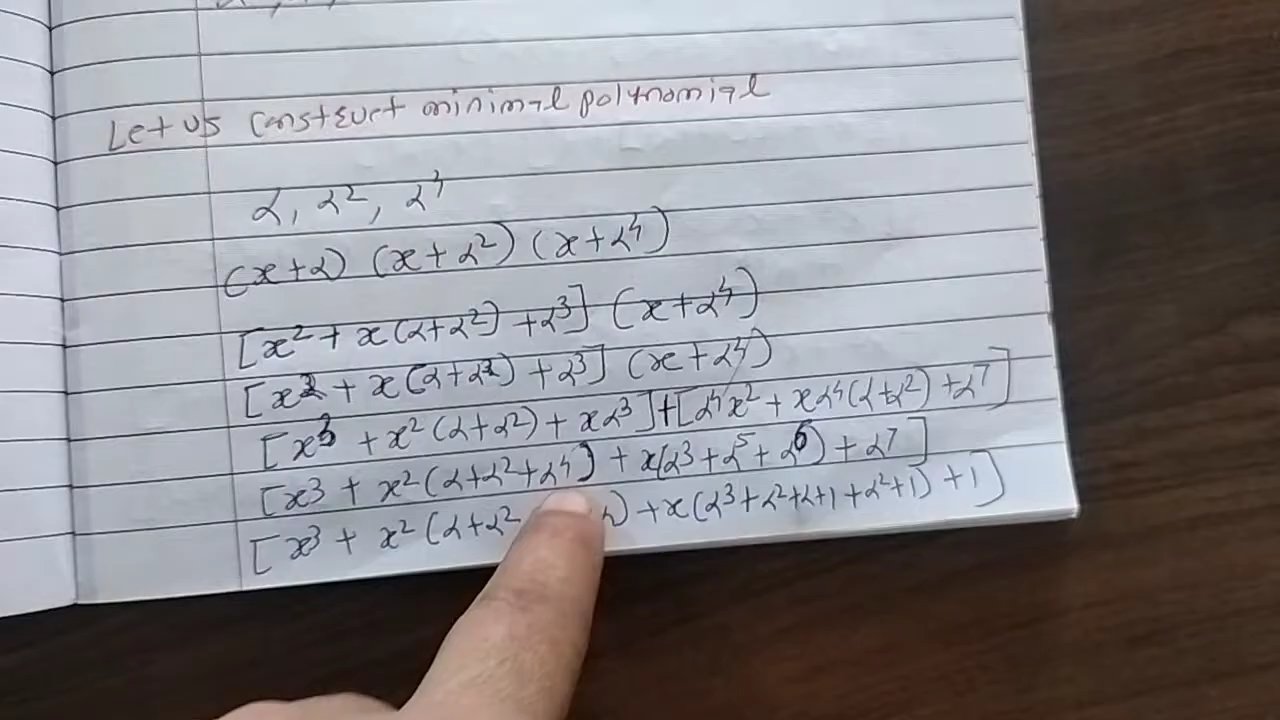 Let us construct minimal polynomial
α, α², α⁴
(x+α) (x+α²) (x+α⁴)
[x² + x(α+α²) + α³] (x+α⁴)
[x² + x(α+α²) + α³] (x+α⁴)
[x³ + x²(α+α²) + xα³]+[α⁴x² + xα⁴(α+α²) + α⁷]
[x³ + x²(α+α²+α⁴) + x(α³+α⁵+α⁶) + α⁷]
[x³ + x²(α+α² α) + x(α³+α²+α+1+α²+1) + 1]